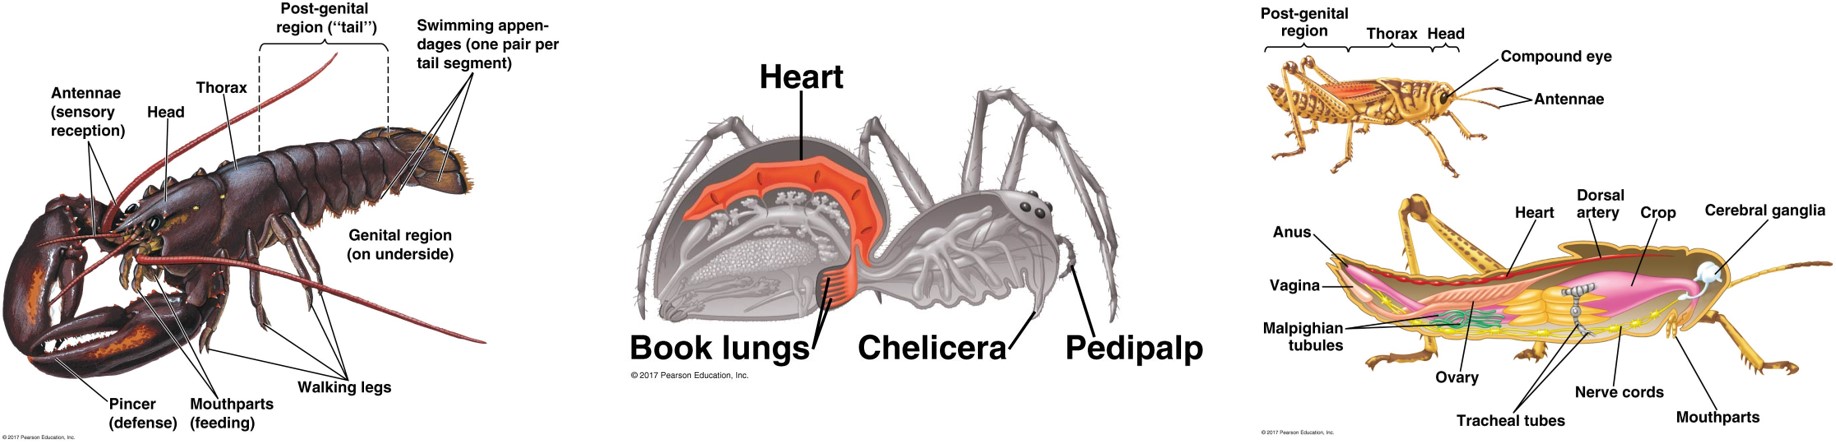 Post-genital
region (“tail”)
Swimming appen-
dages (one pair per
tail segment)
Antennae
(sensory
reception)
Head
Thorax
Genital region
(on underside)
Walking legs
Pincer
(defense)
Mouthparts
(feeding)
© 2017 Pearson Education, Inc.
Heart
Book lungs
Chelicera
Pedipalp
© 2017 Pearson Education, Inc.
Post-genital
region
Thorax
Head
Compound eye
Antennae
Heart
Dorsal
artery
Crop
Cerebral ganglia
Anus
Vagina
Malpighian
tubules
Ovary
Tracheal tubes
Nerve cords
Mouthparts
© 2017 Pearson Education, Inc.